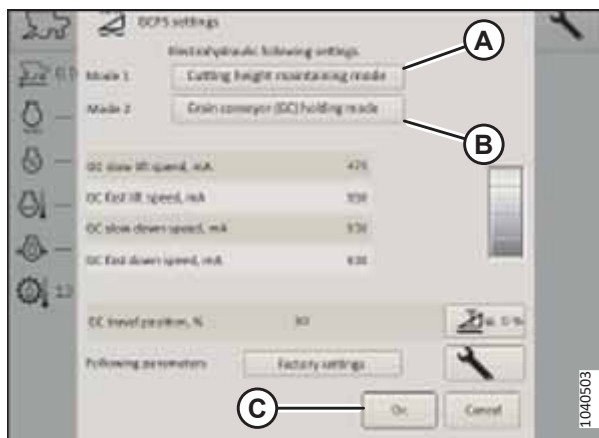 GCPS settings
Electrohydraulic following settings
Mode 1 Cutting height maintaining mode
Mode 2 Grain conveyor (GC) holding mode
GC slow lift speed, mA
GC fast lift speed, mA
GC slow down speed, mA
GC fast down speed, mA
GC travel position, %
Following parameters Factory settings
Cancel
A
B
C
1040503